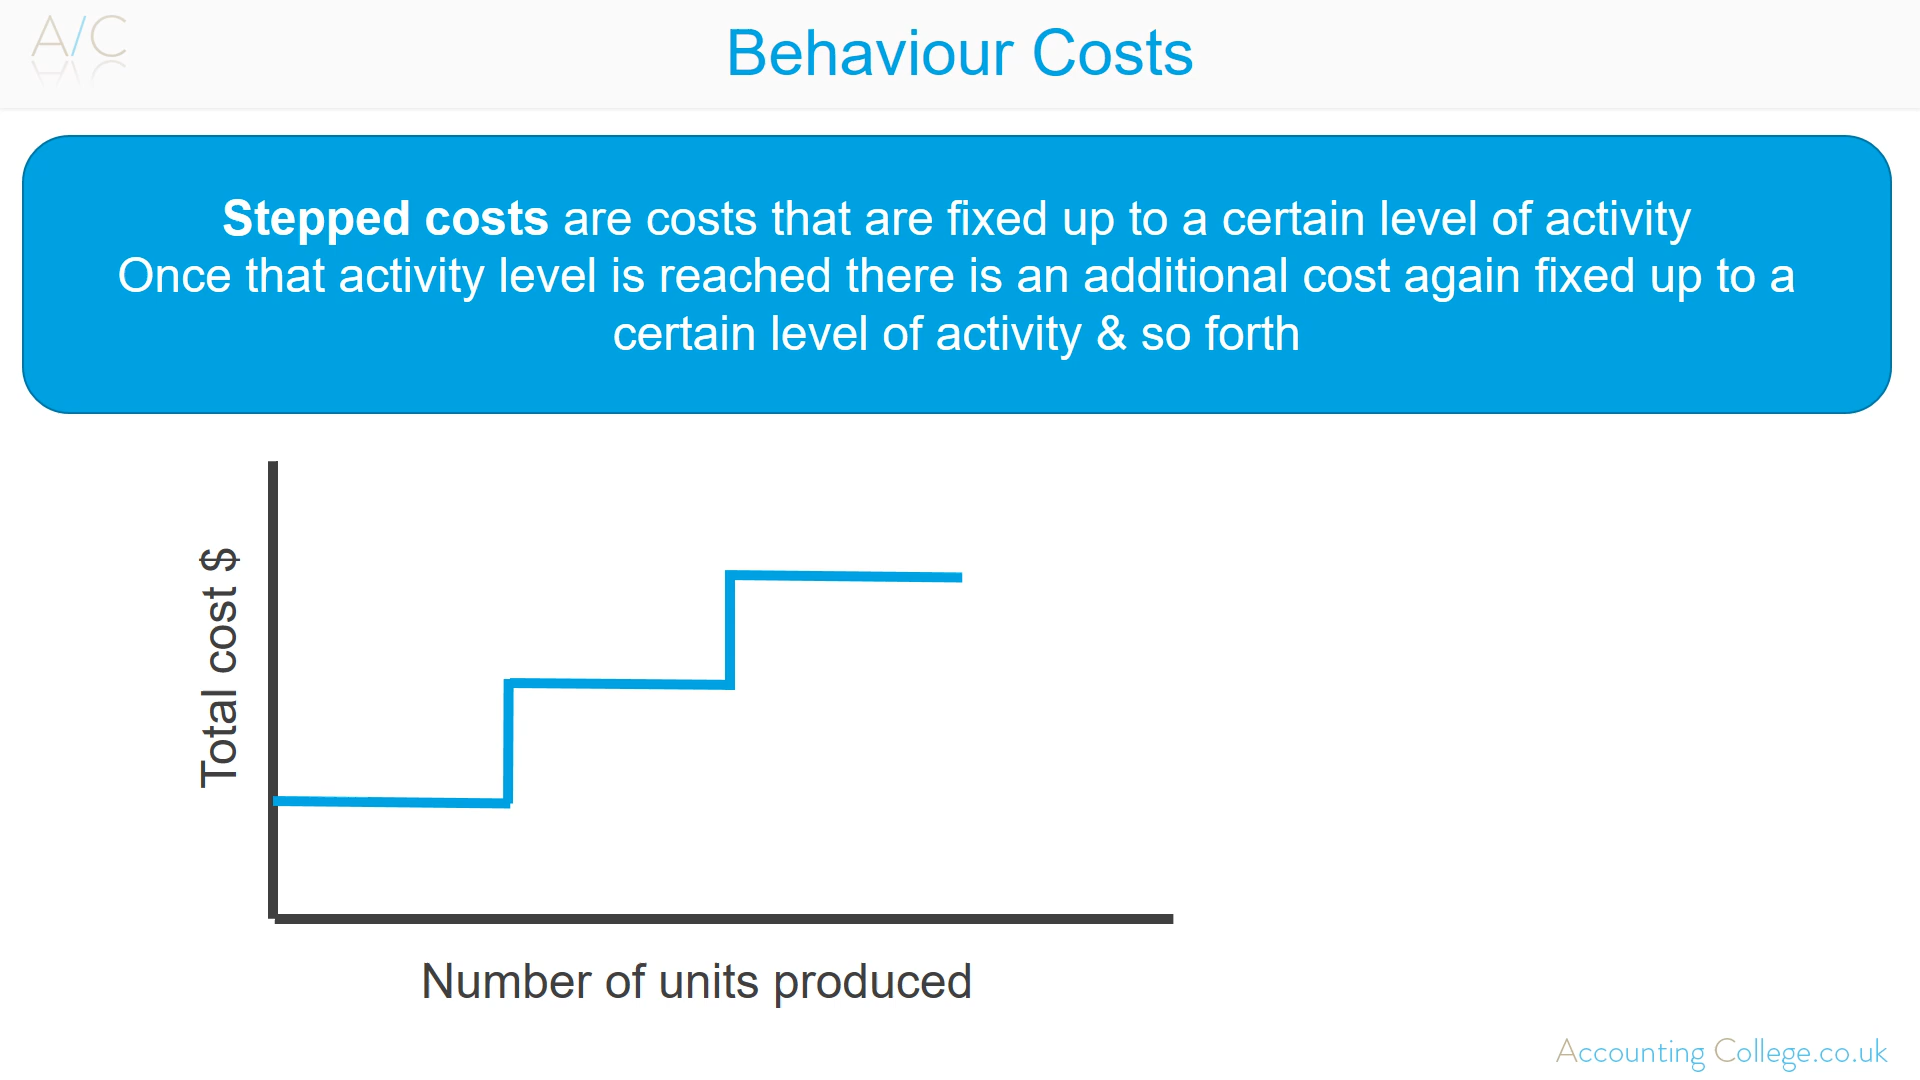 A/C
Behaviour Costs
Stepped costs are costs that are fixed up to a certain level of activity
Once that activity level is reached there is an additional cost again fixed up to a
certain level of activity & so forth
Total cost $
Number of units produced
Accounting College.co.uk